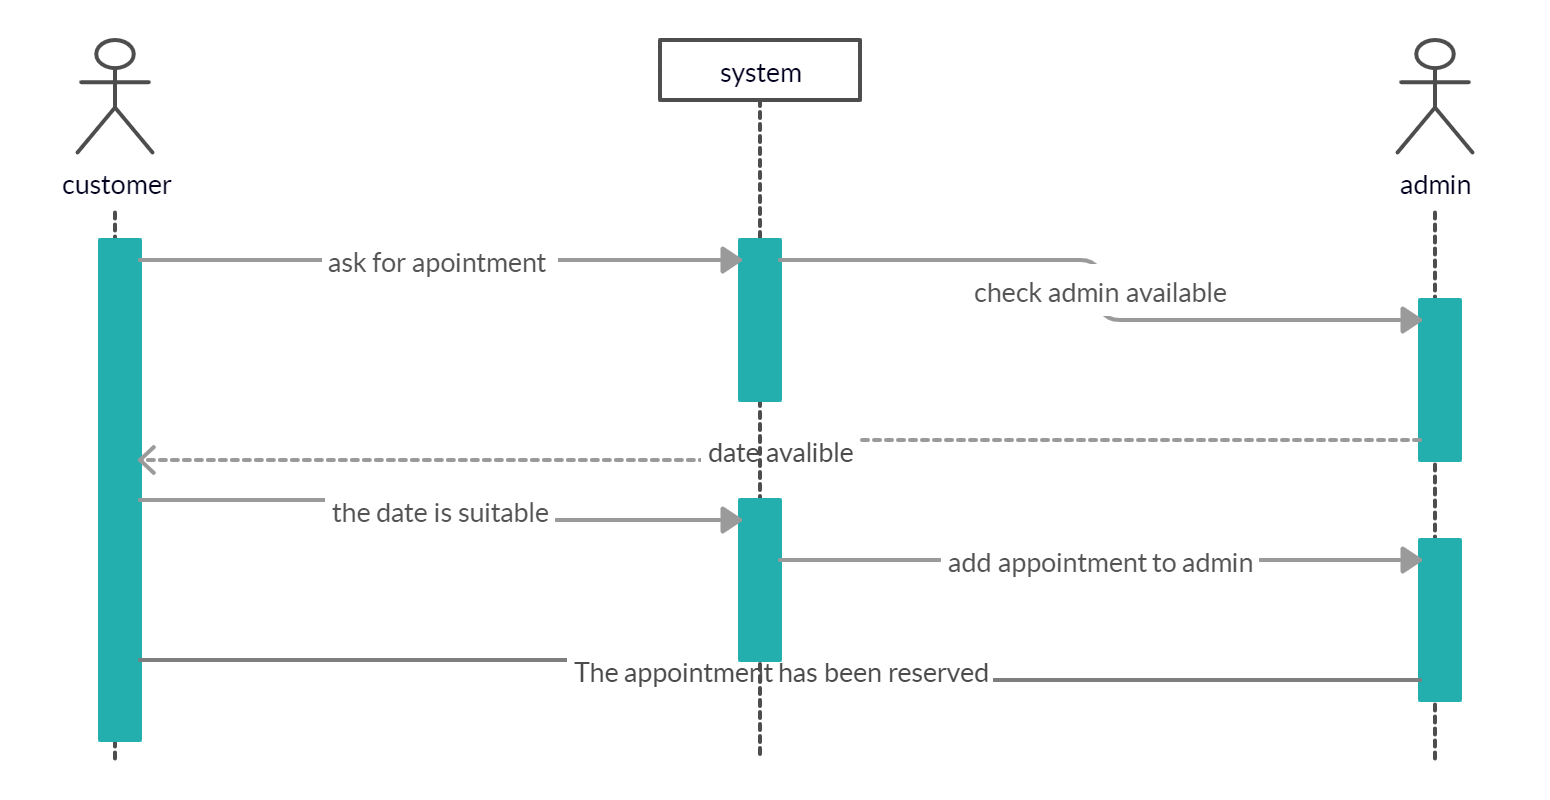 system
customer
admin
ask for apointment
check admin available
date avalible
the date is suitable
add appointment to admin
The appointment has been reserved